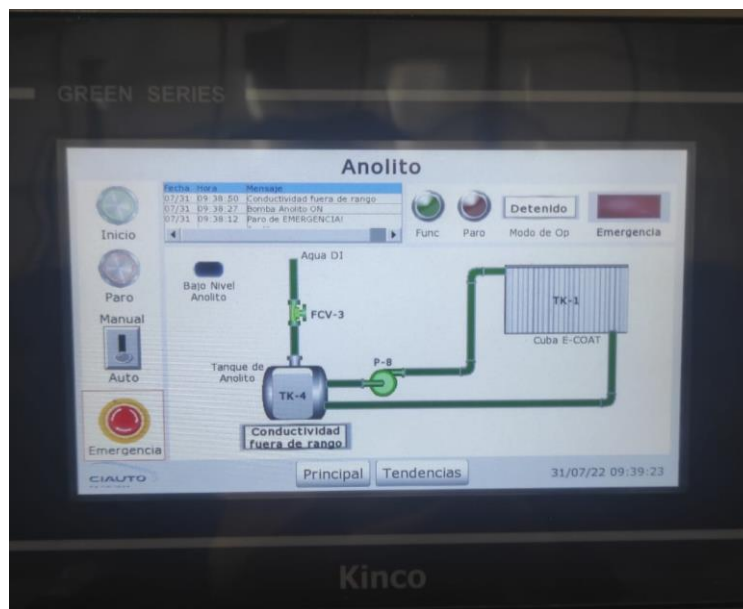 GREEN SERIES
Anolito
Fecha Hora Mensaje
07/31 09:38:50 Conductividad fuera de rango
07/31 09:38:27 Bomba Anolito ON
07/31 09:38:12 Paro de EMERGENCIA!
Inicio
Func
Paro
Detenido
Modo de Op
Emergencia
Paro
Bajo Nivel
Anolito
Agua DI
FCV-3
TK-1
Cuba E-COAT
Manual
Auto
Tanque de
Anolito
P-8
TK-4
Conductividad
fuera de rango
Emergencia
CIAUTO
Principal
Tendencias
31/07/22 09:39:23
Kinco